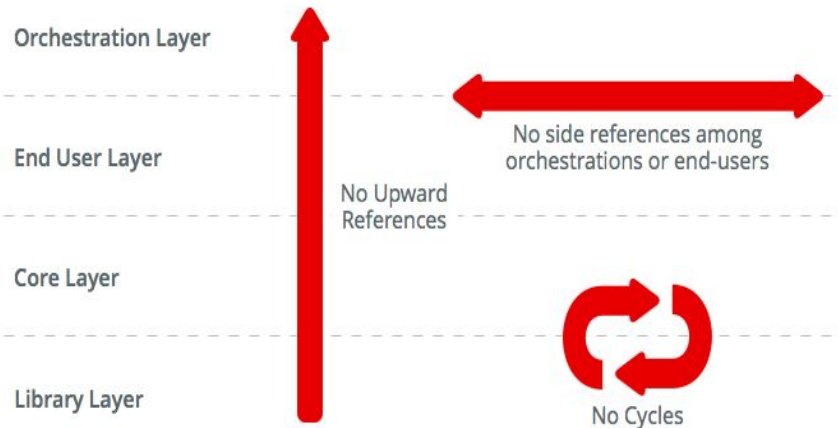 Orchestration Layer
No side references among
orchestrations or end-users
End User Layer
No Upward
References
Core Layer
Library Layer
No Cycles